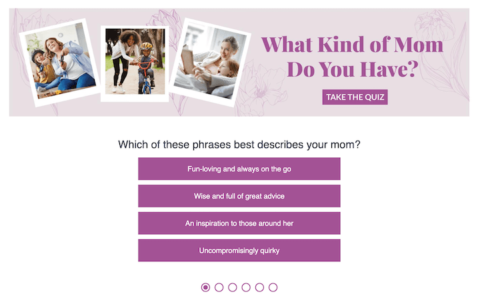 What Kind of Mom
Do You Have?
TAKE THE QUIZ
Which of these phrases best describes your mom?
Fun-loving and always on the go
Wise and full of great advice
An inspiration to those around her
Uncompromisingly quirky